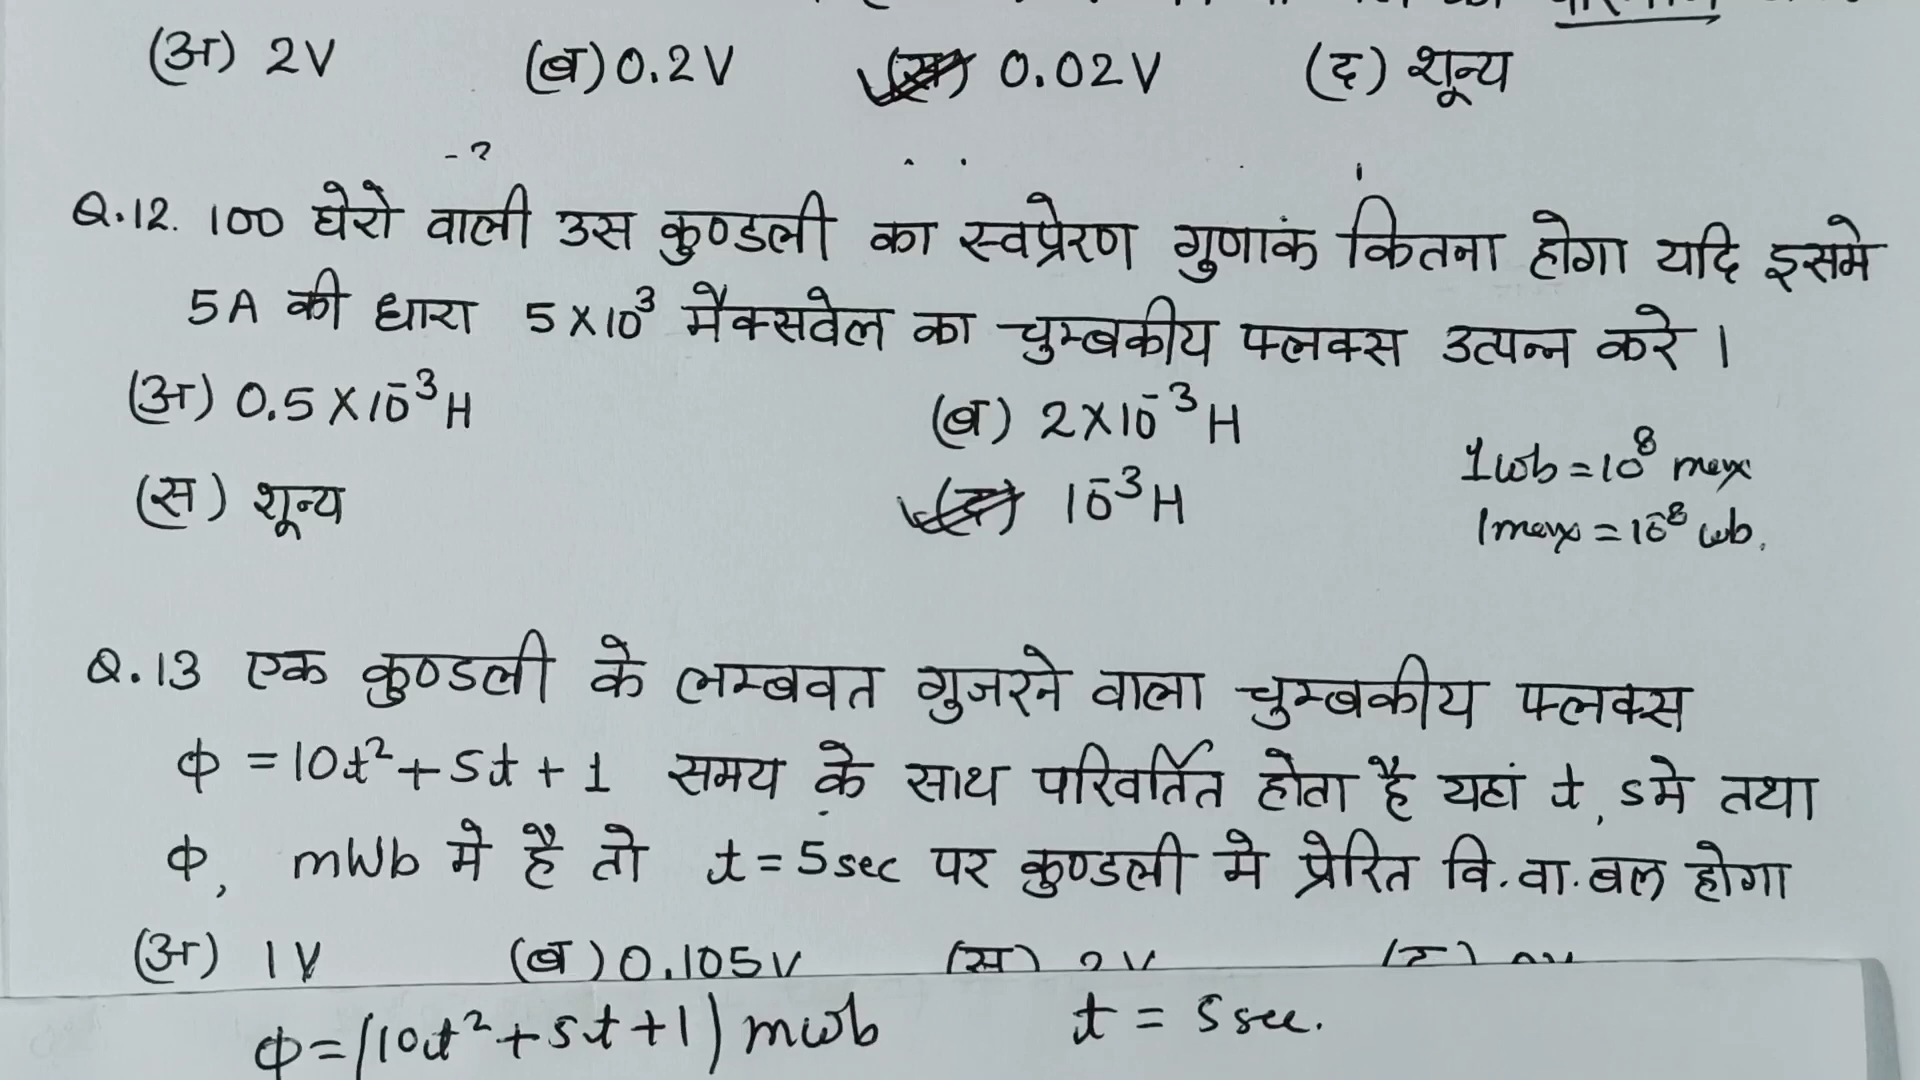 (अ) 2V (ब) 0.2V (स) 0.02V (द) शून्य
- ?
Q.12. 100 घेरो वाली उस कुण्डली का स्वप्रेरण गुणांक कितना होगा यदि इसमे
5A की धारा 5×10³ मैक्सवेल का चुम्बकीय फ्लक्स उत्पन्न करे ।
(अ) 0.5×10⁻³H (ब) 2×10⁻³H
(स) शून्य (द) 10⁻³H
1wb = 10⁸ max
1max = 10⁻⁸ wb.
Q.13 एक कुण्डली के लम्बवत गुजरने वाला चुम्बकीय फ्लक्स
ф = 10t² + 5t + 1 समय के साथ परिवर्तित होता है यहां t, s मे तथा
ф, mWb मे है तो t = 5sec पर कुण्डली मे प्रेरित वि.वा.बल होगा
(अ) 1V (ब) 0.105V (स) (द)
ф = (10t² + 5t + 1) mwb t = 5sec.